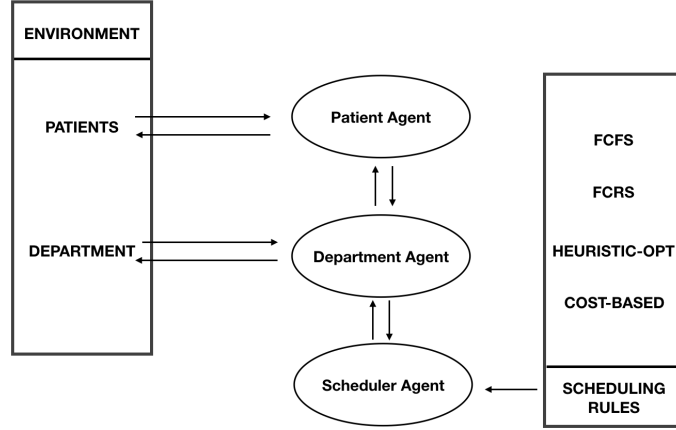 ENVIRONMENT
PATIENTS
DEPARTMENT
Patient Agent
Department Agent
Scheduler Agent
FCFS
FCRS
HEURISTIC-OPT
COST-BASED
SCHEDULING
RULES